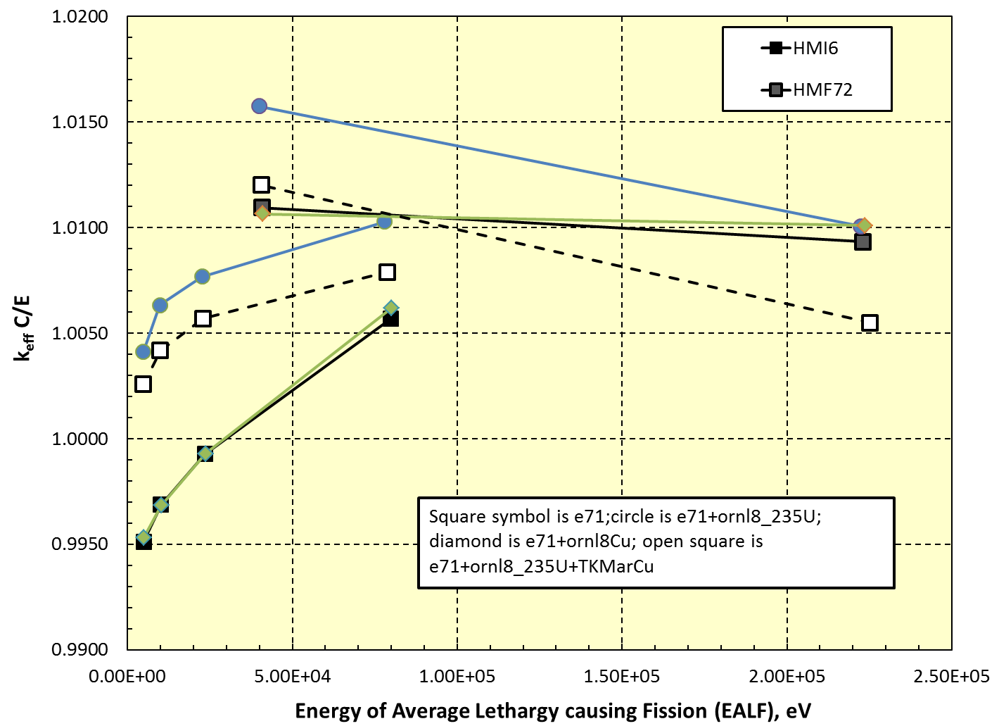 1.0200
1.0150
1.0100
1.0050
1.0000
0.9950
0.9900
k_eff C/E
HMI6
HMF72
Square symbol is e71;circle is e71+ornl8_235U;
diamond is e71+ornl8Cu; open square is
e71+ornl8_235U+TKMarCu
0.00E+00 5.00E+04 1.00E+05 1.50E+05 2.00E+05 2.50E+05
Energy of Average Lethargy causing Fission (EALF), eV